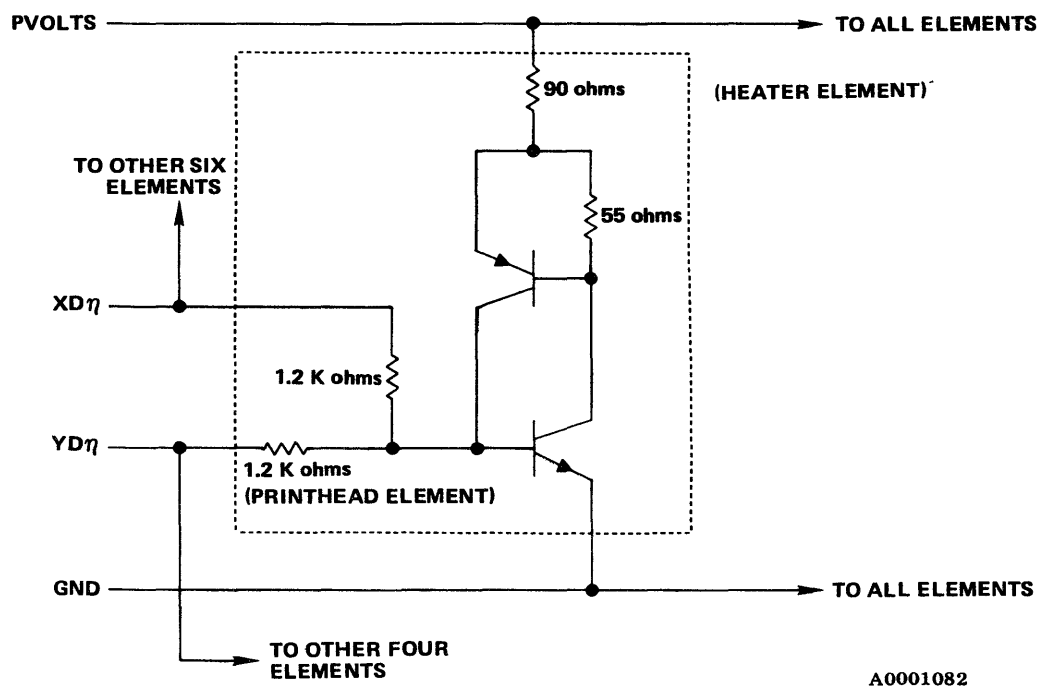 PVOLTS
TO ALL ELEMENTS
90 ohms
(HEATER ELEMENT)
TO OTHER SIX
ELEMENTS
55 ohms
XDη
1.2 K ohms
YDη
1.2 K ohms
(PRINTHEAD ELEMENT)
GND
TO ALL ELEMENTS
TO OTHER FOUR
ELEMENTS
A0001082